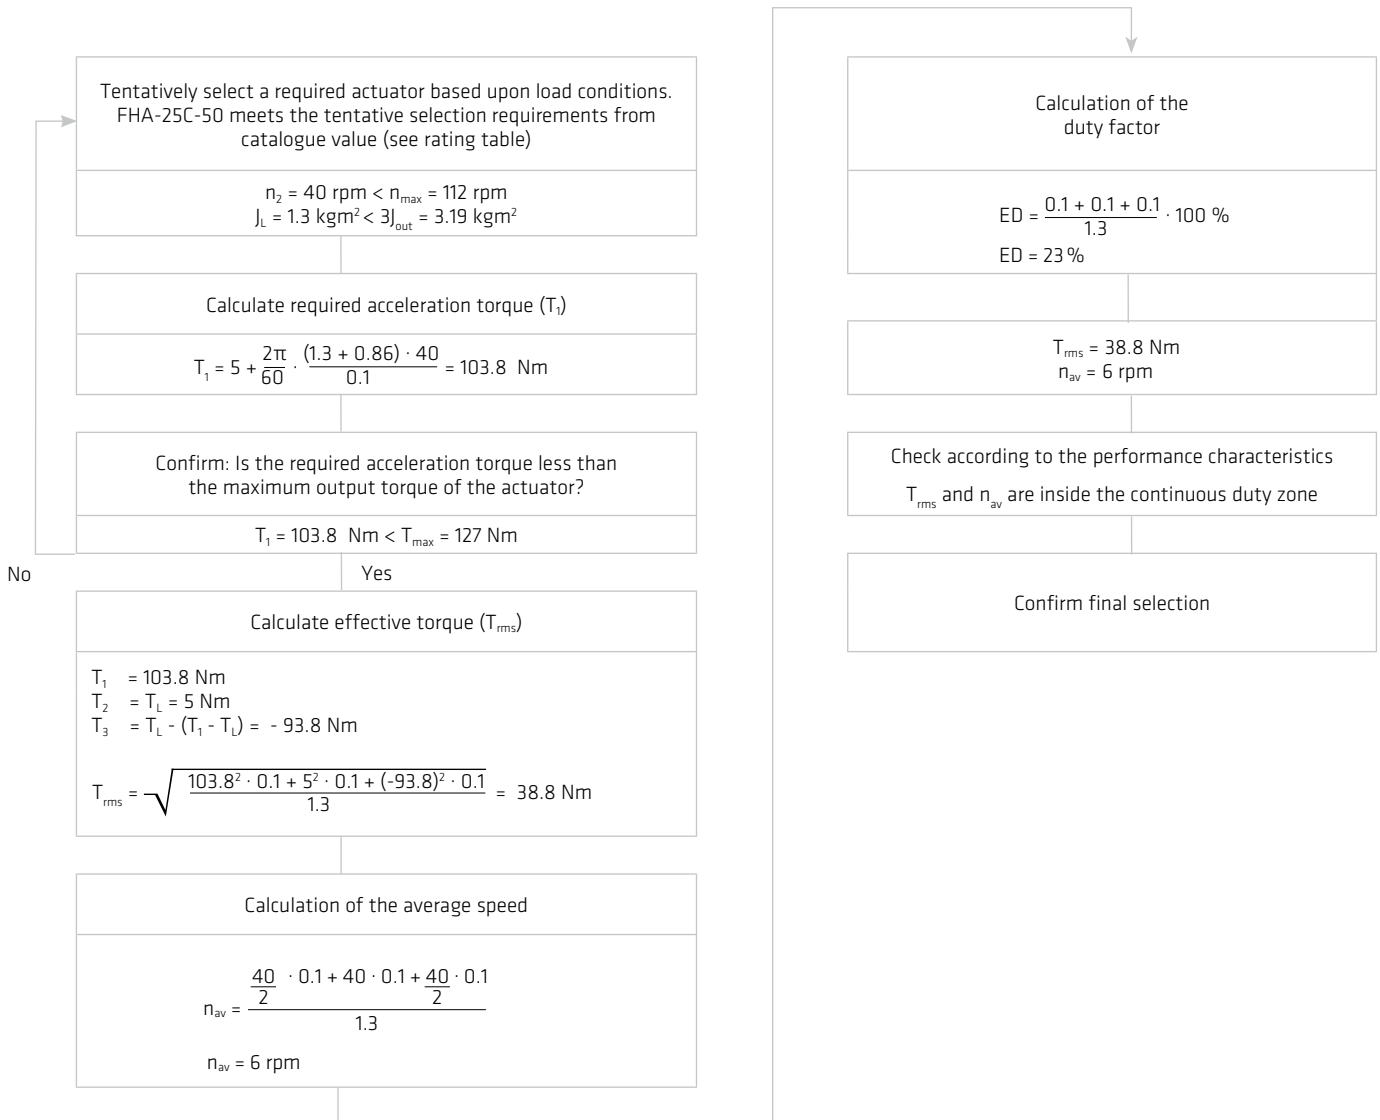 Tentatively select a required actuator based upon load conditions.
FHA-25C-50 meets the tentative selection requirements from
catalogue value (see rating table)
n₂ = 40 rpm < nₘₐₓ = 112 rpm
J_L = 1.3 kgm² < 3J_out = 3.19 kgm²
Calculate required acceleration torque (T₁)
T₁ = 5 + 2π/60 · (1.3 + 0.86) · 40/0.1 = 103.8 Nm
Confirm: Is the required acceleration torque less than
the maximum output torque of the actuator?
T₁ = 103.8 Nm < Tₘₐₓ = 127 Nm
No
Yes
Calculate effective torque (T_rms)
T₁ = 103.8 Nm
T₂ = T_L = 5 Nm
T₃ = T_L - (T₁ - T_L) = - 93.8 Nm
T_rms = √ 103.8² · 0.1 + 5² · 0.1 + (-93.8)² · 0.1 / 1.3 = 38.8 Nm
Calculation of the average speed
n_av = 40/2 · 0.1 + 40 · 0.1 + 40/2 · 0.1 / 1.3
n_av = 6 rpm
Calculation of the
duty factor
ED = 0.1 + 0.1 + 0.1 / 1.3 · 100 %
ED = 23 %
T_rms = 38.8 Nm
n_av = 6 rpm
Check according to the performance characteristics
T_rms and n_av are inside the continuous duty zone
Confirm final selection